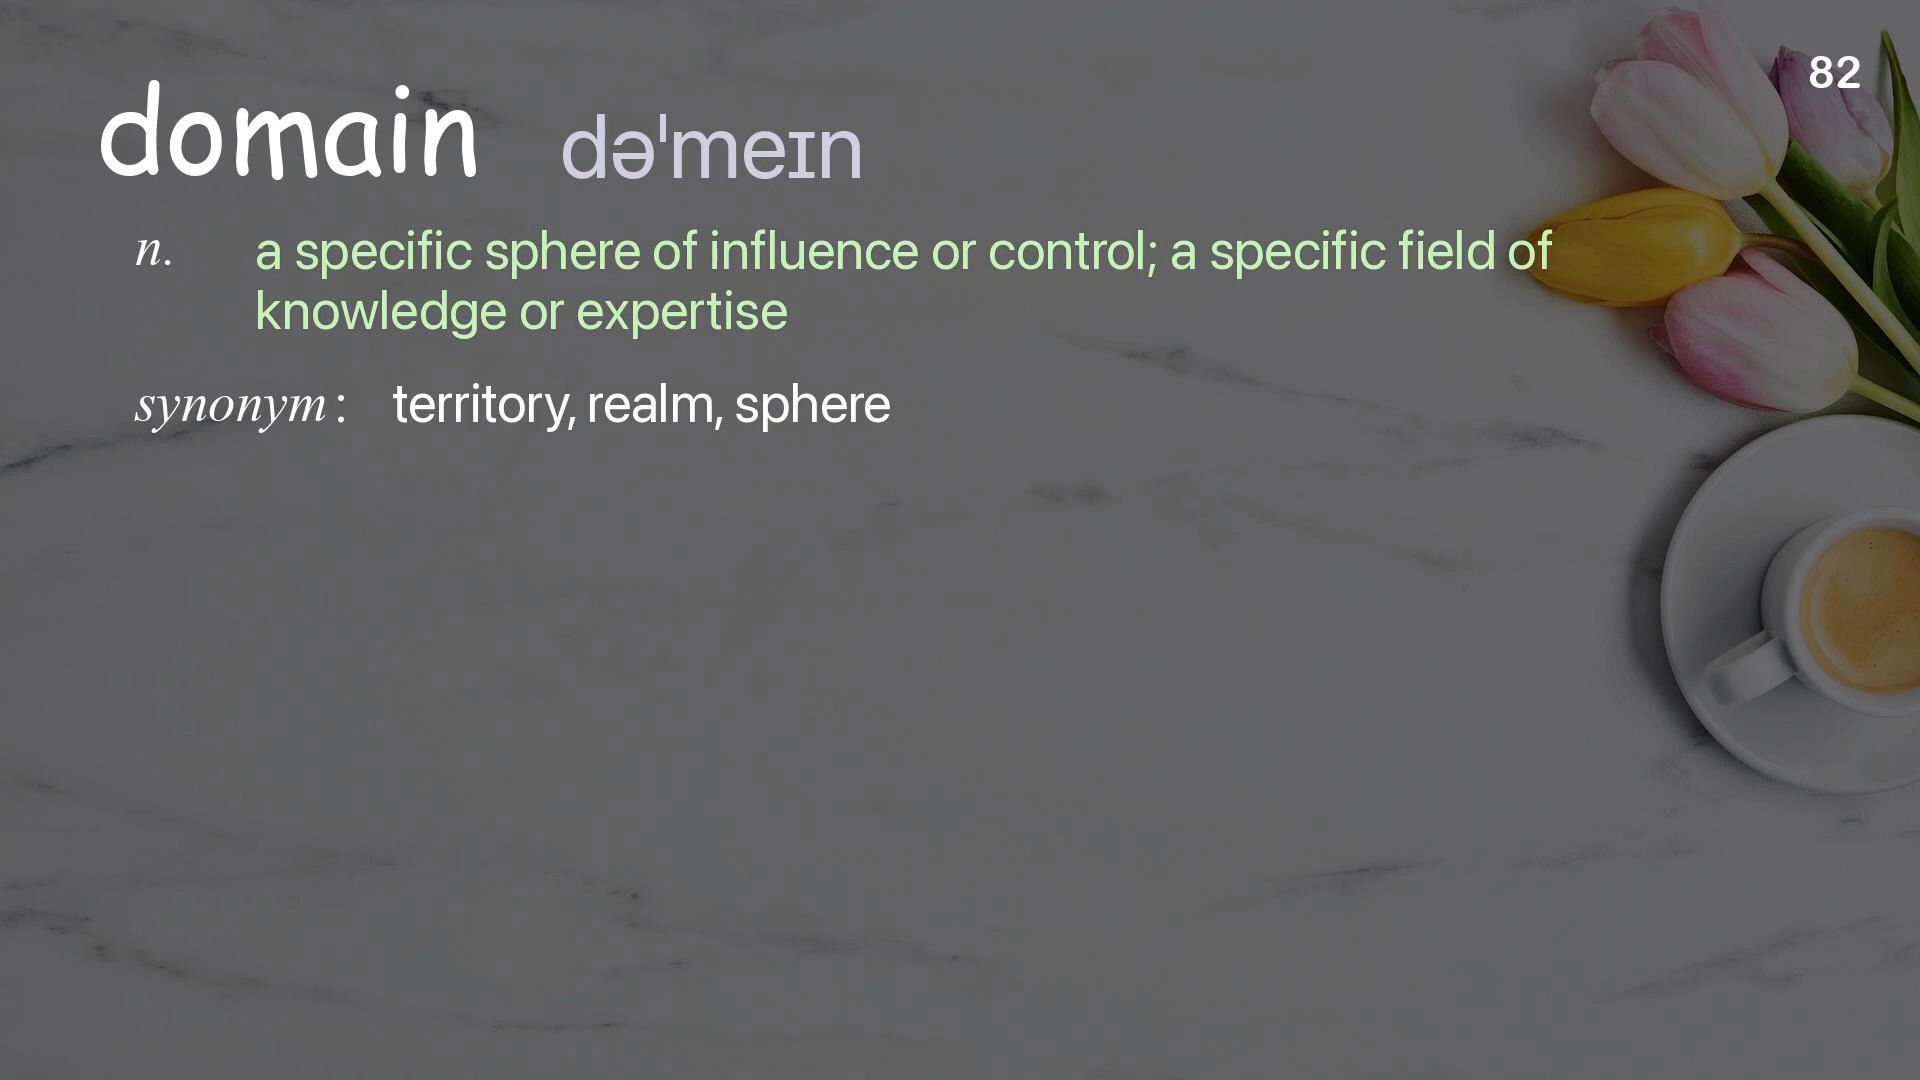 82
domain dəˈmeɪn
n. a specific sphere of influence or control; a specific field of
knowledge or expertise
synonym: territory, realm, sphere